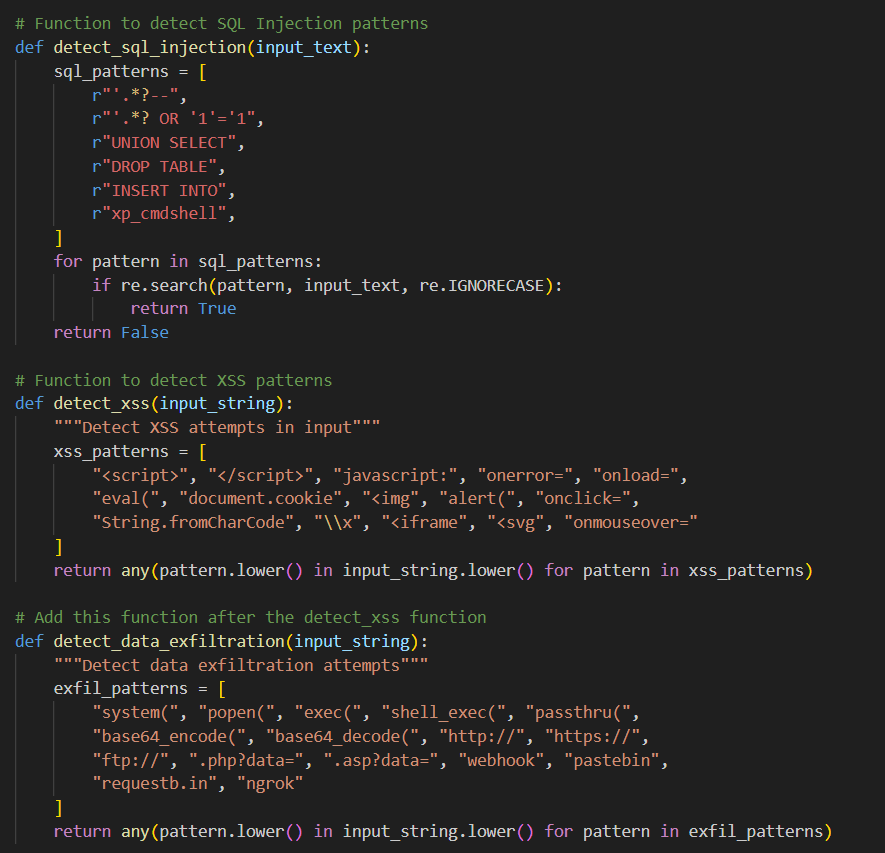 # Function to detect SQL Injection patterns
def detect_sql_injection(input_text):
    sql_patterns = [
        r"'.*?--",
        r"'.*? OR '1'='1",
        r"UNION SELECT",
        r"DROP TABLE",
        r"INSERT INTO",
        r"xp_cmdshell",
    ]
    for pattern in sql_patterns:
        if re.search(pattern, input_text, re.IGNORECASE):
            return True
    return False
# Function to detect XSS patterns
def detect_xss(input_string):
    """Detect XSS attempts in input"""
    xss_patterns = [
        "<script>", "</script>", "javascript:", "onerror=", "onload=",
        "eval(", "document.cookie", "<img", "alert(", "onclick=",
        "String.fromCharCode", "\\x", "<iframe", "<svg", "onmouseover="
    ]
    return any(pattern.lower() in input_string.lower() for pattern in xss_patterns)
# Add this function after the detect_xss function
def detect_data_exfiltration(input_string):
    """Detect data exfiltration attempts"""
    exfil_patterns = [
        "system(", "popen(", "exec(", "shell_exec(", "passthru(",
        "base64_encode(", "base64_decode(", "http://", "https://",
        "ftp://", ".php?data=", ".asp?data=", "webhook", "pastebin",
        "requestb.in", "ngrok"
    ]
    return any(pattern.lower() in input_string.lower() for pattern in exfil_patterns)